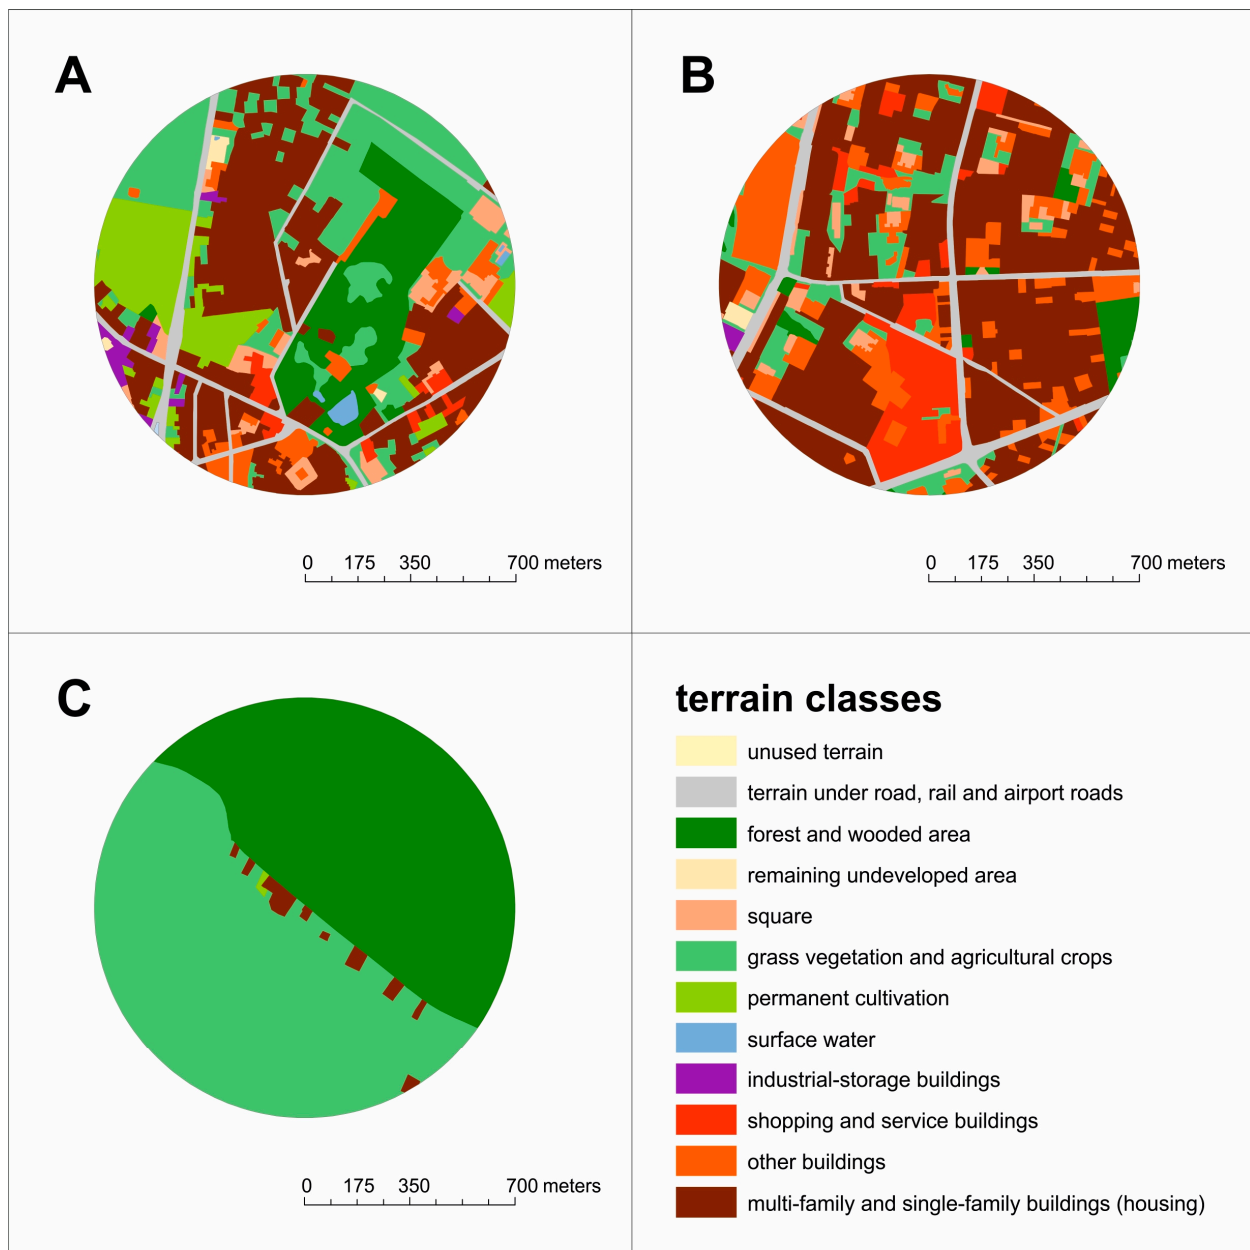 A
B
0 175 350 700 meters
0 175 350 700 meters
C
0 175 350 700 meters
terrain classes
unused terrain
terrain under road, rail and airport roads
forest and wooded area
remaining undeveloped area
square
grass vegetation and agricultural crops
permanent cultivation
surface water
industrial-storage buildings
shopping and service buildings
other buildings
multi-family and single-family buildings (housing)